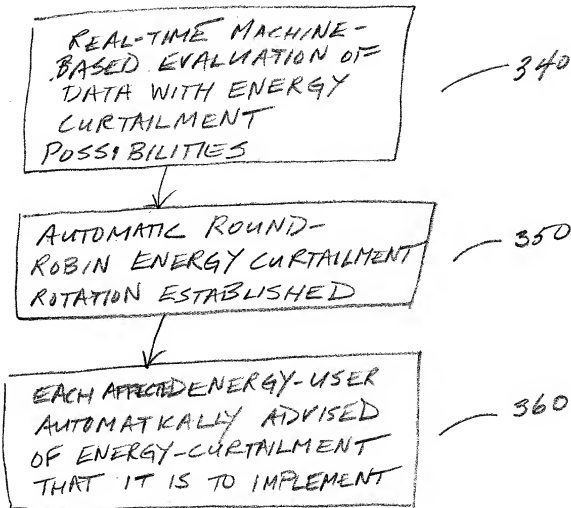 REAL-TIME MACHINE-
BASED EVALUATION OF
DATA WITH ENERGY
CURTAILMENT
POSSIBILITIES
340
AUTOMATIC ROUND-
ROBIN ENERGY CURTAILMENT
ROTATION ESTABLISHED
350
EACH AFFECTED ENERGY-USER
AUTOMATICALLY ADVISED
OF ENERGY-CURTAILMENT
THAT IT IS TO IMPLEMENT
360